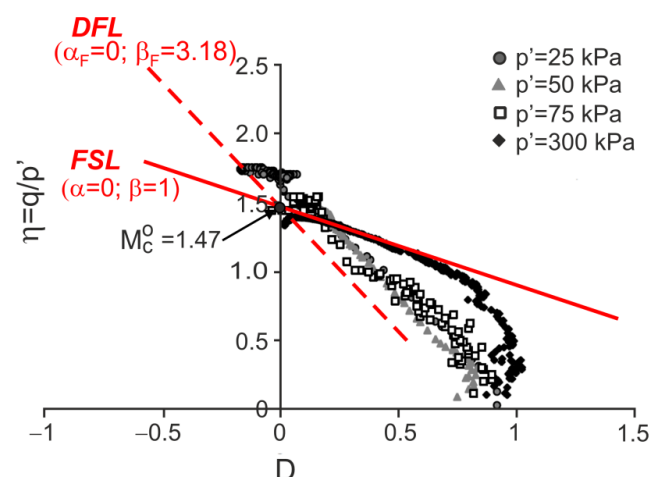 DFL
(αF=0; βF=3.18)
FSL
(α=0; β=1)
M°c =1.47
η=q/p'
2.5
2.0
1.5
1.0
0.5
0
−1
−0.5
0
0.5
1
1.5
D
p'=25 kPa
p'=50 kPa
p'=75 kPa
p'=300 kPa